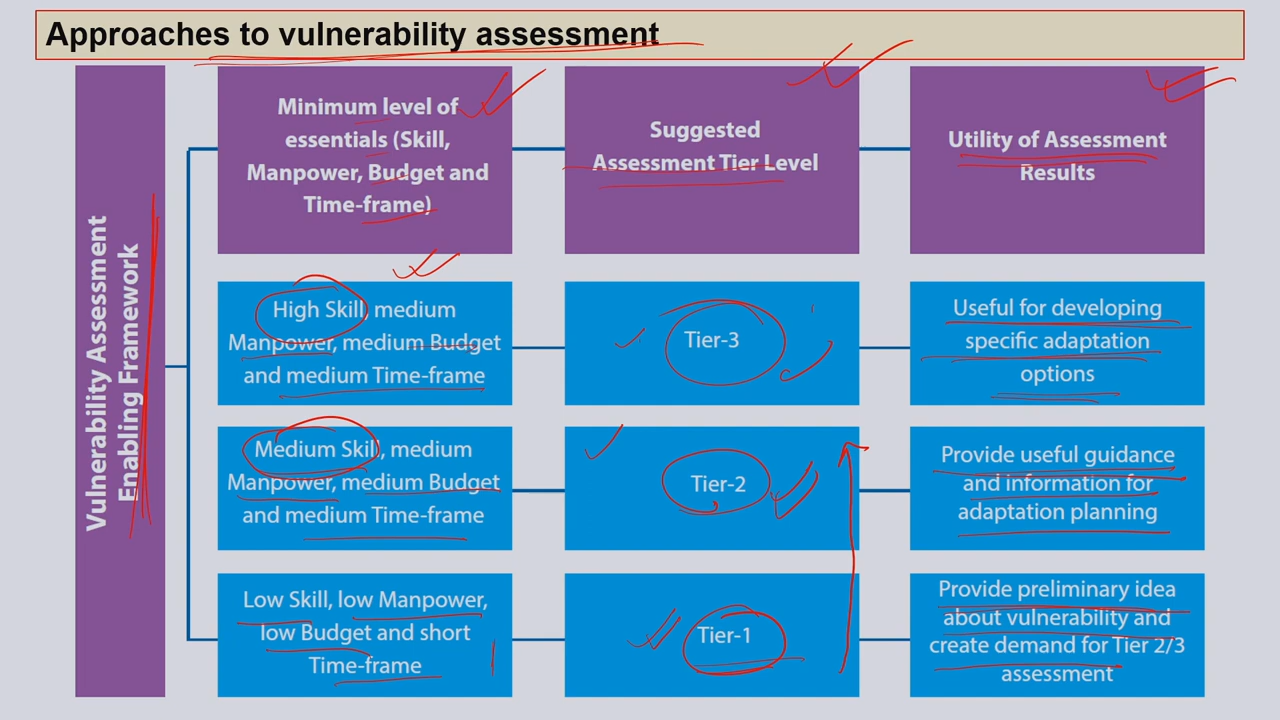 Approaches to vulnerability assessment
Vulnerability Assessment
Enabling Framework
Minimum level of
essentials (Skill,
Manpower, Budget and
Time-frame)
Suggested
Assessment Tier Level
Utility of Assessment
Results
High Skill, medium
Manpower, medium Budget
and medium Time-frame
Tier-3
Useful for developing
specific adaptation
options
Medium Skill, medium
Manpower, medium Budget
and medium Time-frame
Tier-2
Provide useful guidance
and information for
adaptation planning
Low Skill, low Manpower,
low Budget and short
Time-frame
Tier-1
Provide preliminary idea
about vulnerability and
create demand for Tier 2/3
assessment